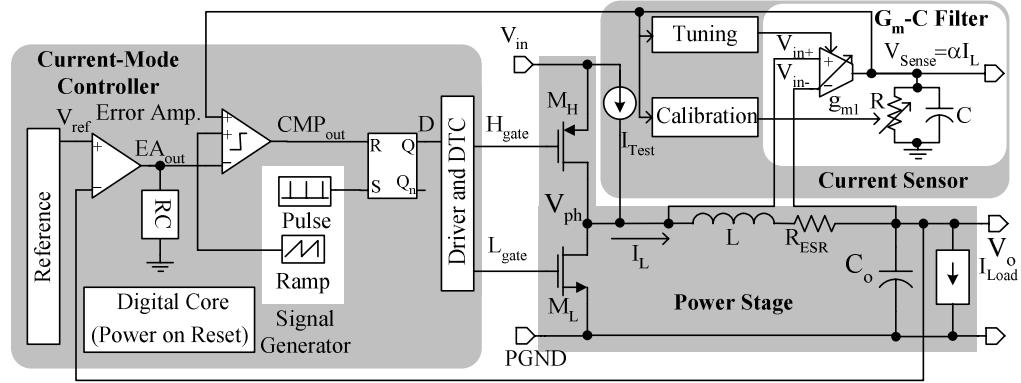 Current-Mode
Controller
Error Amp.
V_ref
+
−
EA_out
RC
Reference
+
+
−
CMP_out
R
Q
S
Q_n
D
Pulse
Ramp
Signal
Generator
Digital Core
(Power on Reset)
Driver and DTC
H_gate
L_gate
V_in
M_H
I_Test
V_ph
M_L
PGND
I_L
L
R_ESR
C_o
V_o
I_Load
Power Stage
Tuning
Calibration
G_m-C Filter
V_in+
V_in-
+
−
g_m1
V_Sense=αI_L
R
C
Current Sensor